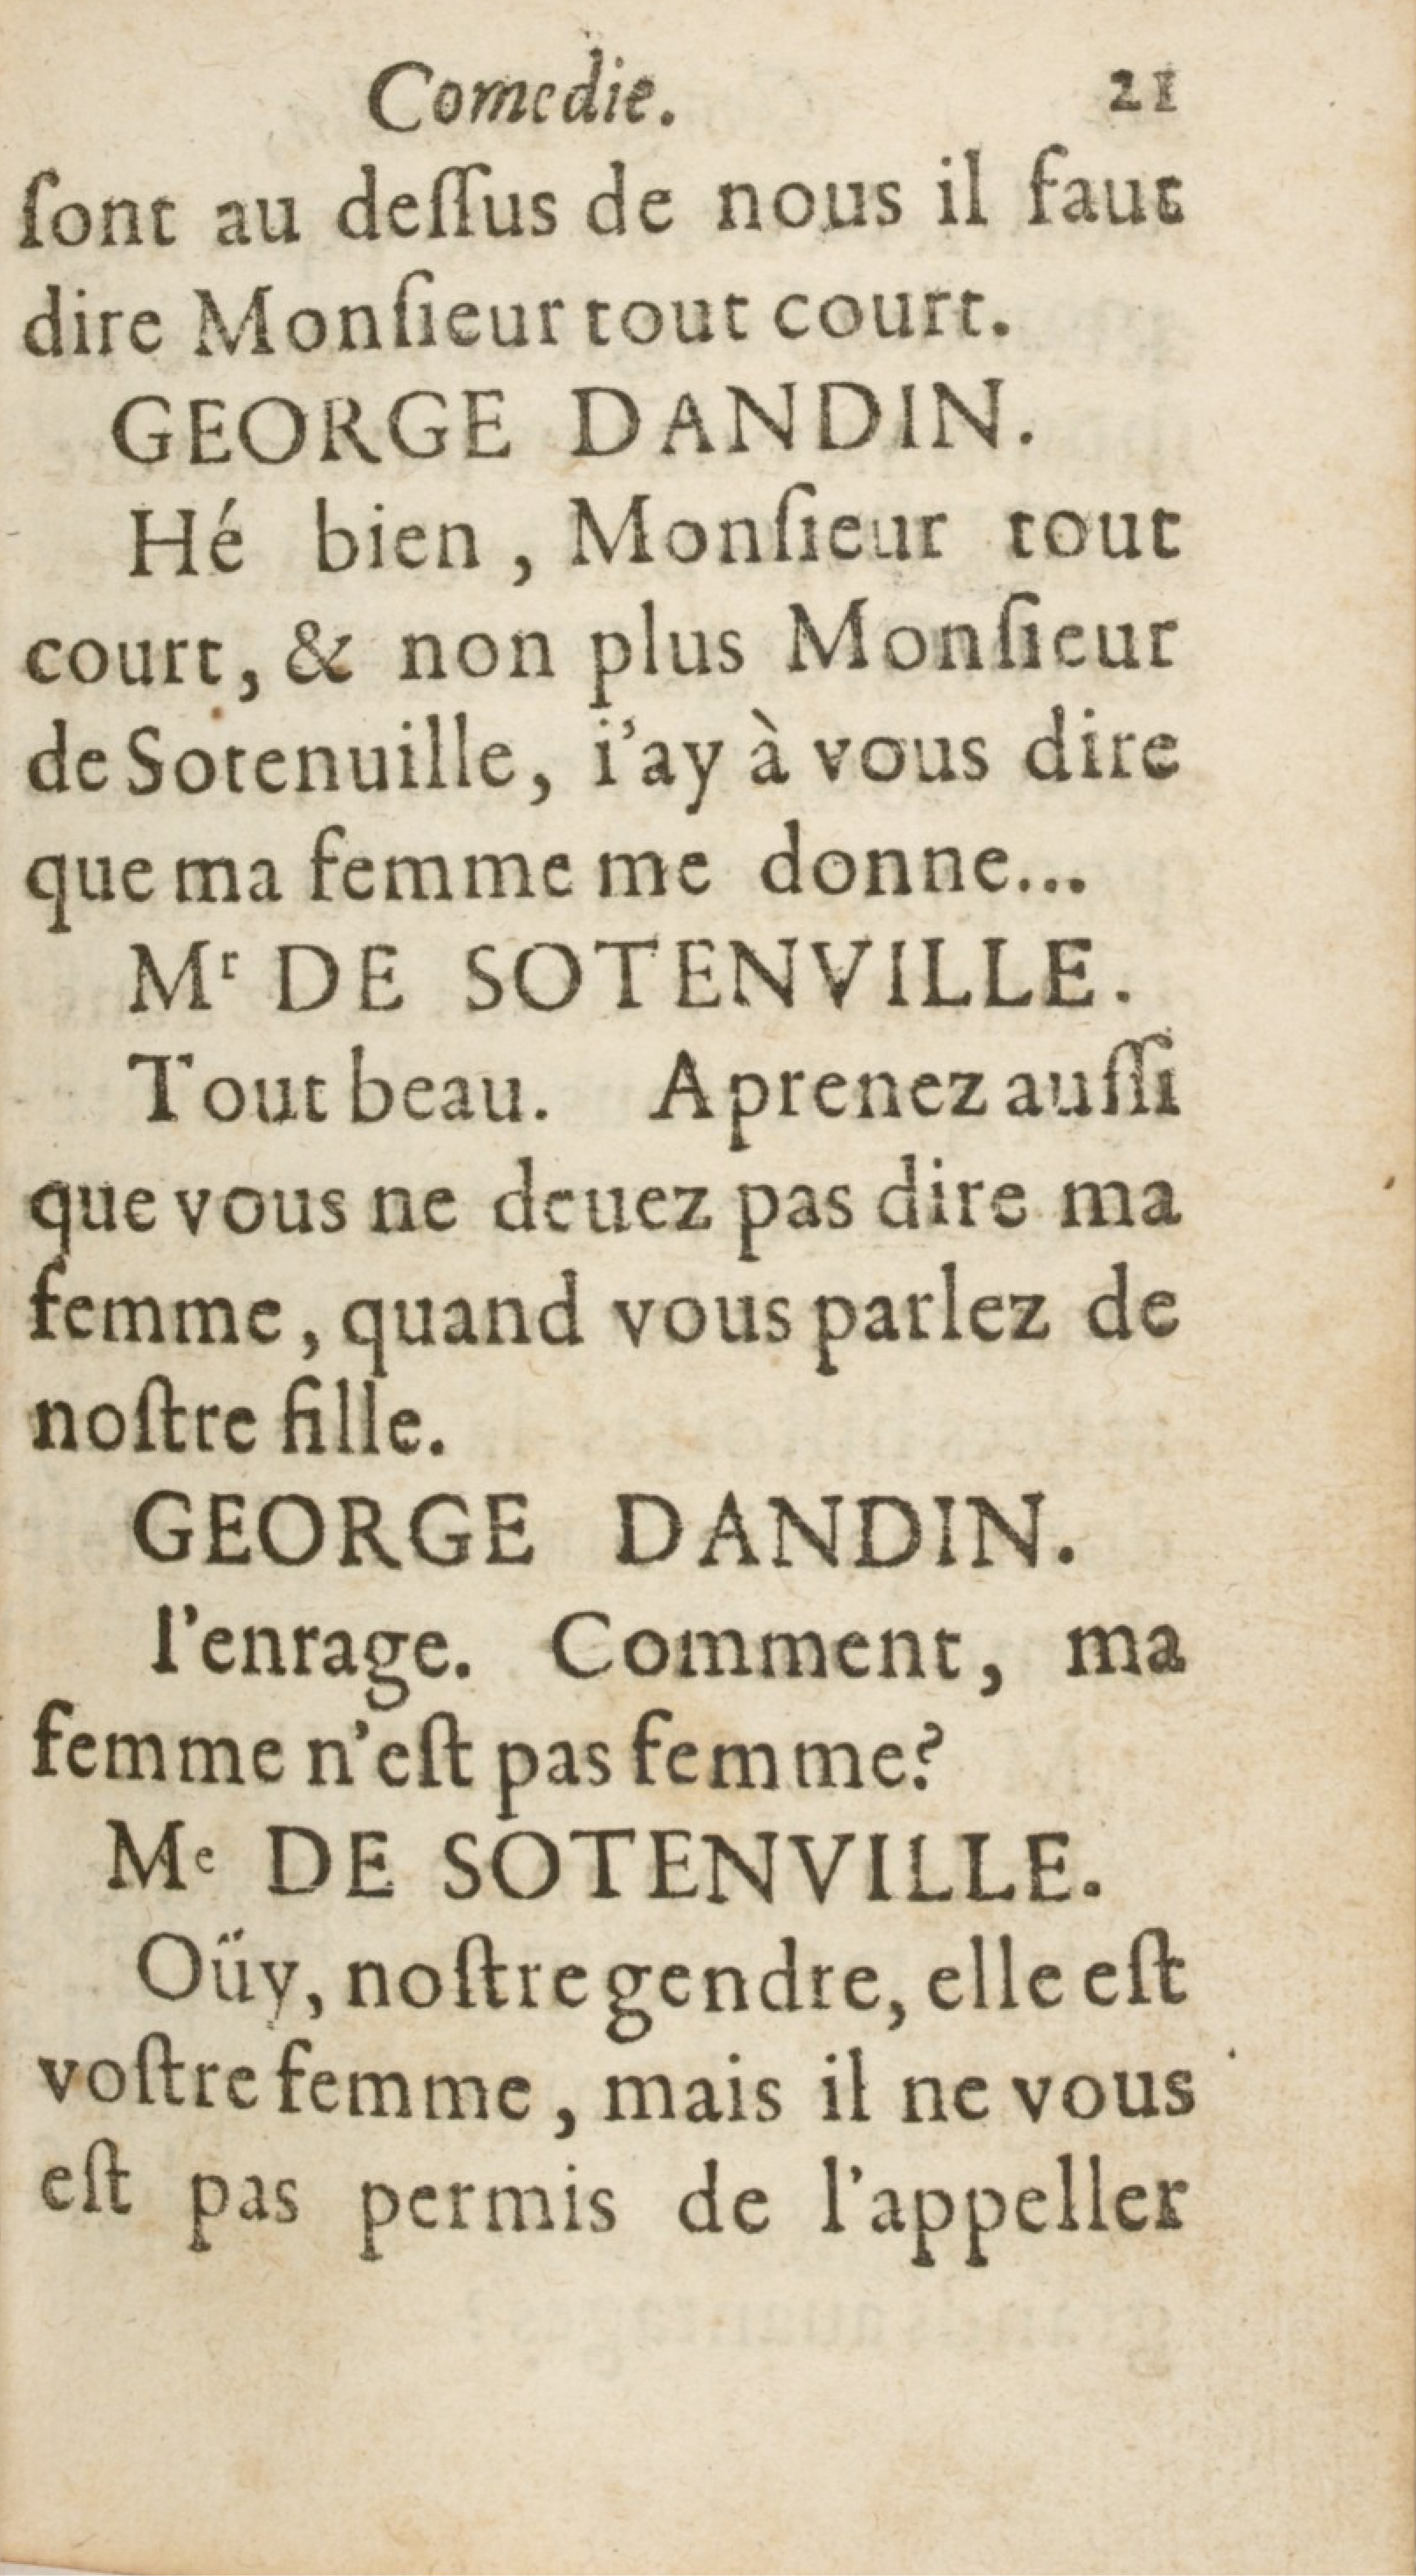 Comedie. 21
ſont au deſſus de nous il faut
dire Monſieur tout court.
GEORGE DANDIN.
Hé bien, Monſieur tout
court, & non plus Monſieur
de Sotenuille, i'ay à vous dire
que ma femme me donne...
Mr DE SOTENVILLE.
Tout beau. Aprenez auſſi
que vous ne deuez pas dire ma
femme, quand vous parlez de
noſtre fille.
GEORGE DANDIN.
I'enrage. Comment, ma
femme n'eſt pas femme?
Me DE SOTENVILLE.
Oüy, noſtre gendre, elle eſt
voſtre femme, mais il ne vous
eſt pas permis de l'appeller